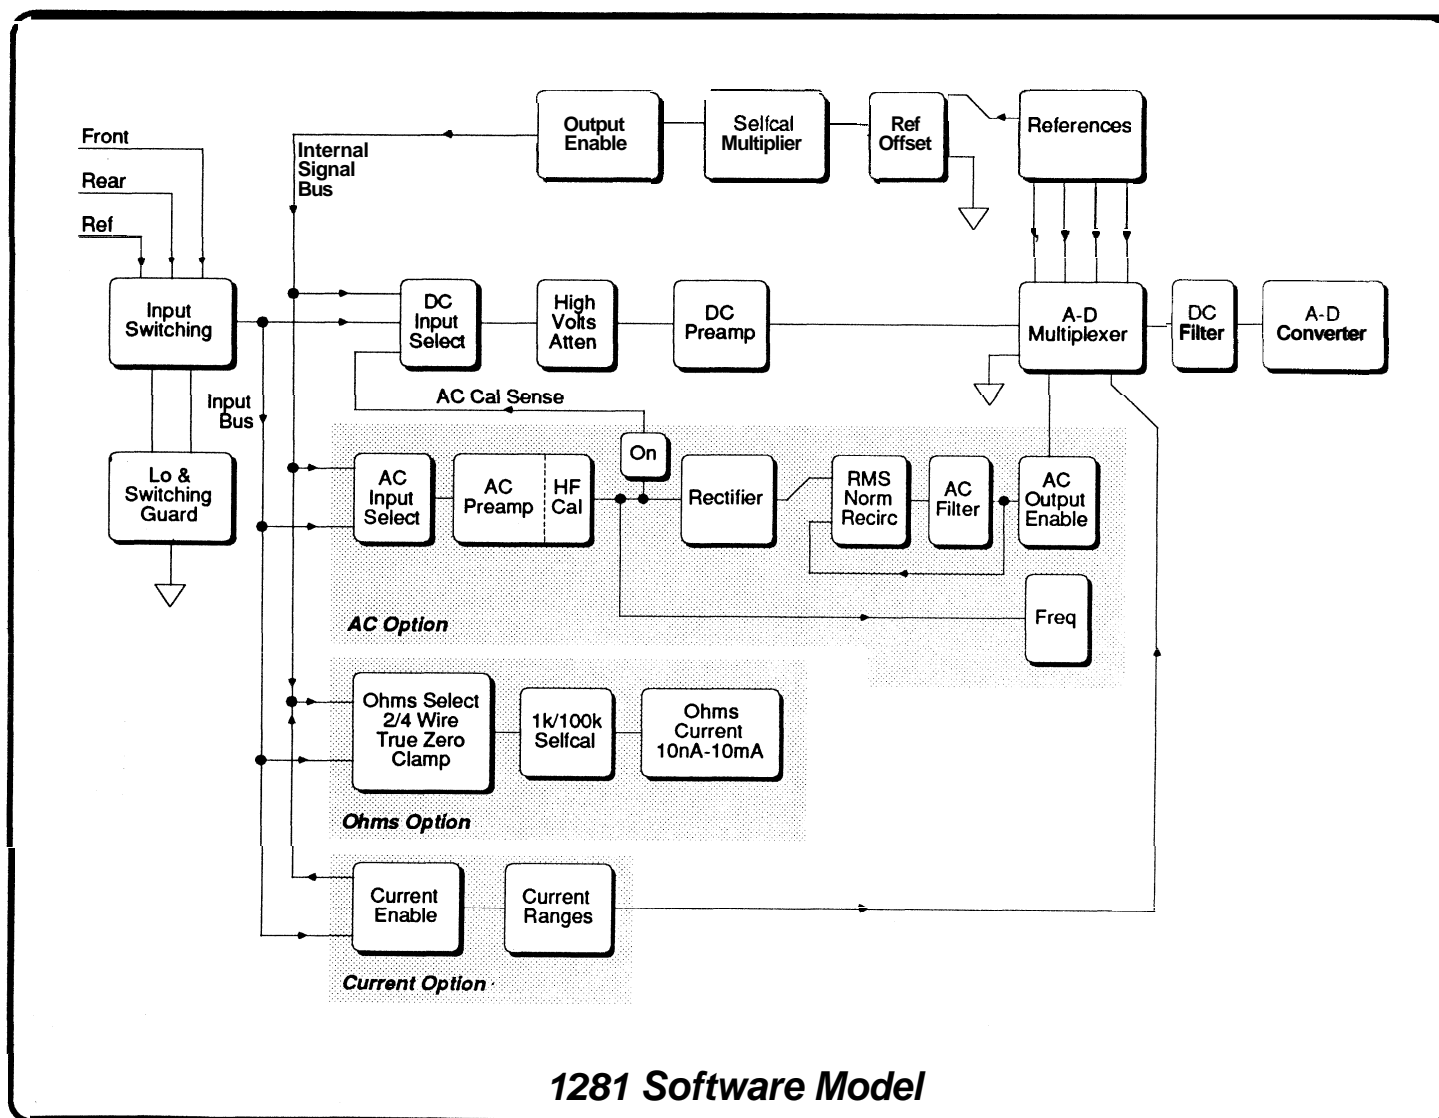 Front
Rear
Ref
Internal
Signal
Bus
Output
Enable
Selfcal
Multiplier
Ref
Offset
References
Input
Switching
DC
Input
Select
High
Volts
Atten
DC
Preamp
A-D
Multiplexer
DC
Filter
A-D
Converter
Input
Bus
AC Cal Sense
Lo &
Switching
Guard
On
AC
Input
Select
AC
Preamp
HF
Cal
Rectifier
RMS
Norm
Recirc
AC
Filter
AC
Output
Enable
AC Option
Freq
Ohms Select
2/4 Wire
True Zero
Clamp
1k/100k
Selfcal
Ohms
Current
10nA-10mA
Ohms Option
Current
Enable
Current
Ranges
Current Option
1281 Software Model